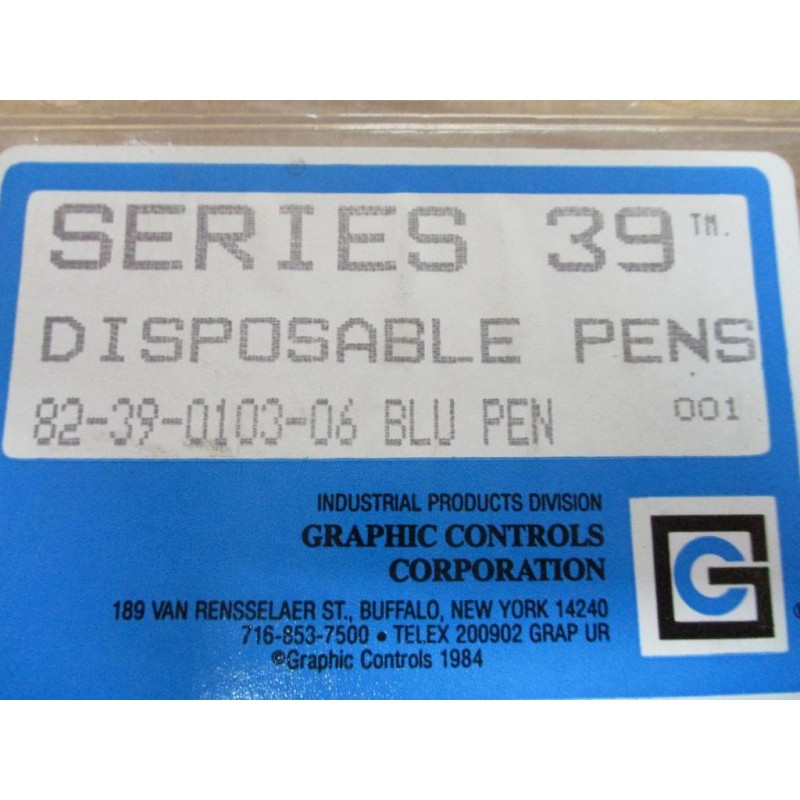 SERIES 39 TM.
DISPOSABLE PENS
82-39-0103-06 BLU PEN 001
INDUSTRIAL PRODUCTS DIVISION
GRAPHIC CONTROLS
CORPORATION
189 VAN RENSSELAER ST., BUFFALO, NEW YORK 14240
716-853-7500 • TELEX 200902 GRAP UR
©Graphic Controls 1984
GC
®